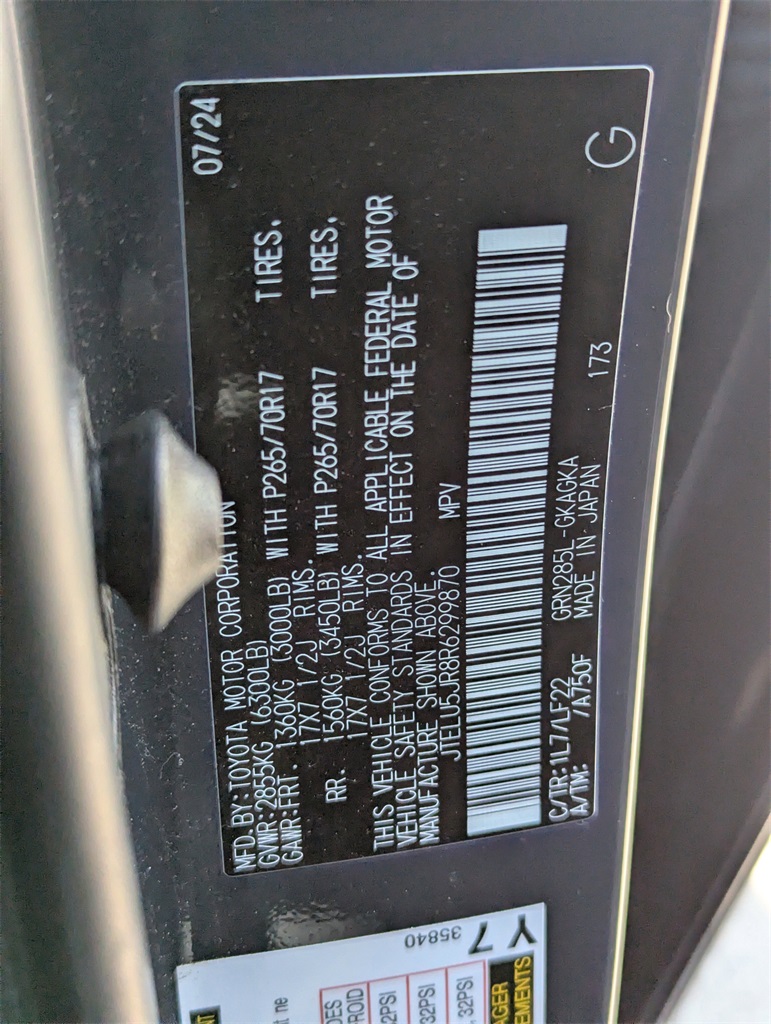 MFD. BY: TOYOTA MOTOR CORPORATION 07/24
GVWR: 2855KG (6300LB)
GAWR: FRT. 1360KG (3000LB) WITH P265/70R17 TIRES,
17X7 1/2J RIMS.
RR. 1560KG (3450LB) WITH P265/70R17 TIRES,
17X7 1/2J RIMS.
THIS VEHICLE CONFORMS TO ALL APPLICABLE FEDERAL MOTOR
VEHICLE SAFETY STANDARDS IN EFFECT ON THE DATE OF
MANUFACTURE SHOWN ABOVE.
JTELU5JR8R6299870 MPV
C/TR: 1L7/LF22 GRN285L-GKAGKA 173
A/TM: /A750F MADE IN JAPAN
G
Y 7
35840
32PSI
, 32PSI